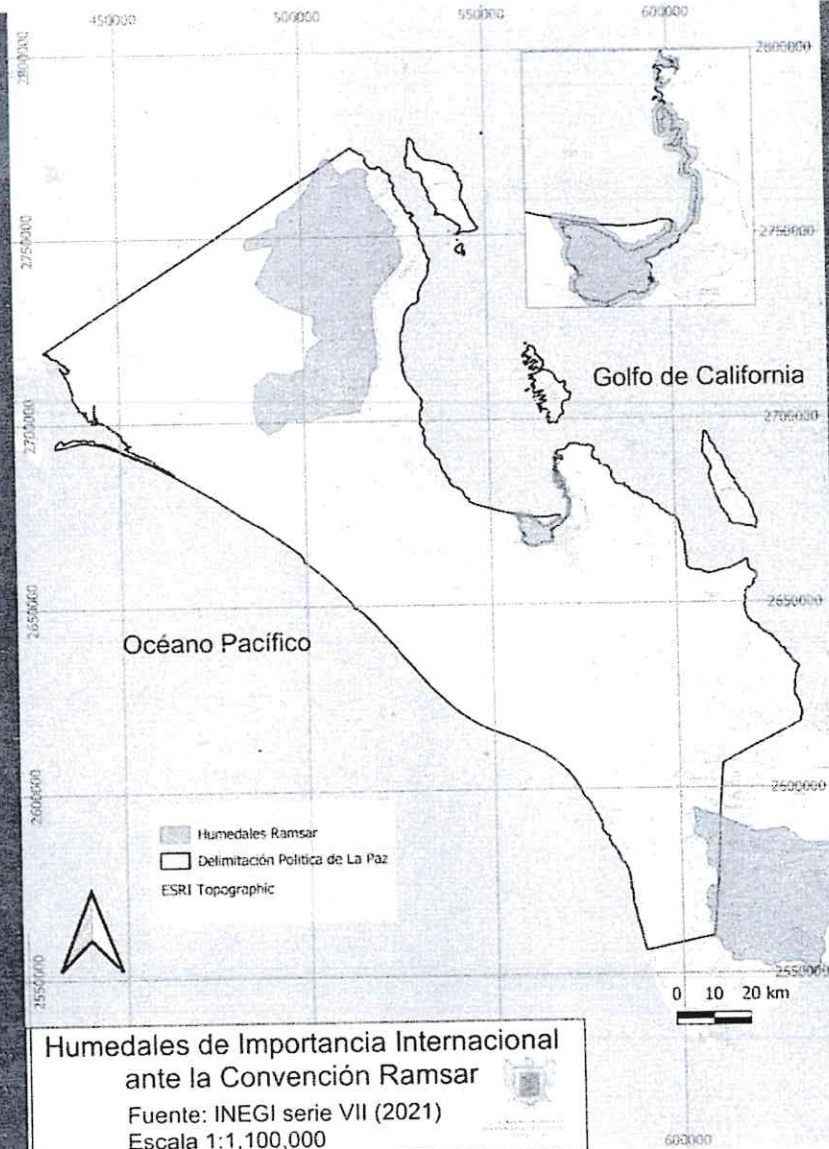 450000
500000
550000
600000
2800000
2800000
2750000
2750000
Golfo de California
2700000
2700000
2650000
2650000
Océano Pacífico
2600000
2600000
Humedales Ramsar
Delimitación Politica de La Paz
ESRI Topographic
2550000
2550000
0 10 20 km
Humedales de Importancia Internacional
ante la Convención Ramsar
Fuente: INEGI serie VII (2021)
Escala 1:1,100,000
600000